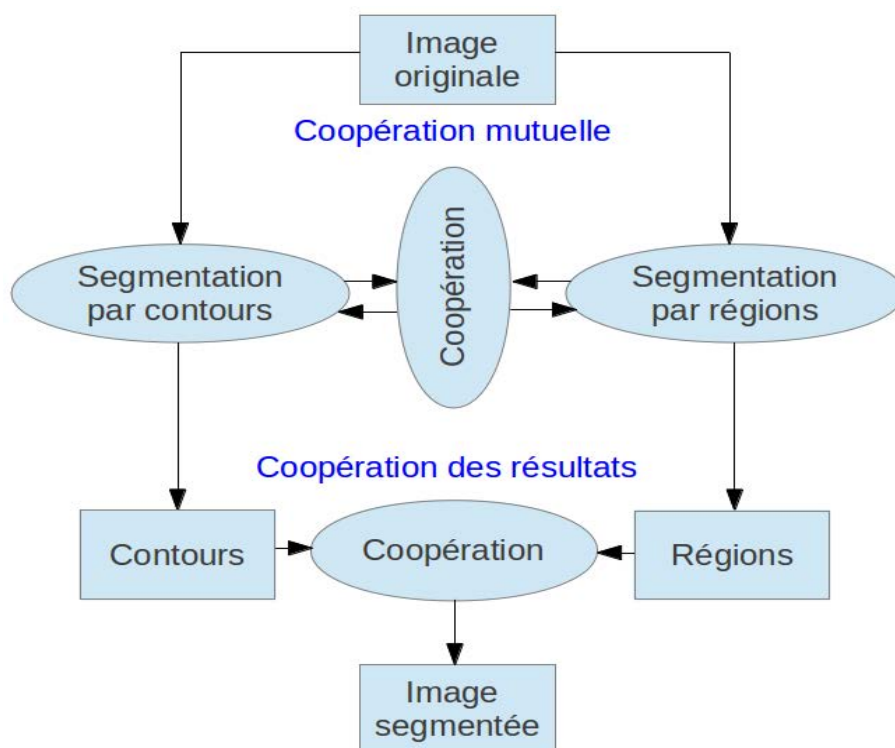 Image
originale
Coopération mutuelle
Segmentation
par contours
Coopération
Segmentation
par régions
Coopération des résultats
Contours
Coopération
Régions
Image
segmentée